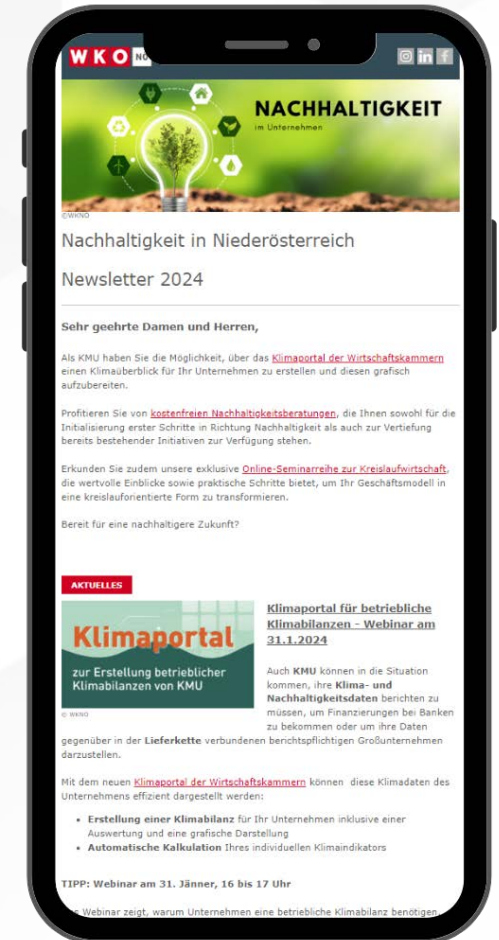 WKO NÖ
NACHHALTIGKEIT
im Unternehmen
©WKNÖ
Nachhaltigkeit in Niederösterreich
Newsletter 2024
Sehr geehrte Damen und Herren,
Als KMU haben Sie die Möglichkeit, über das Klimaportal der Wirtschaftskammern
einen Klimaüberblick für Ihr Unternehmen zu erstellen und diesen grafisch
aufzubereiten.
Profitieren Sie von kostenfreien Nachhaltigkeitsberatungen, die Ihnen sowohl für die
Initialisierung erster Schritte in Richtung Nachhaltigkeit als auch zur Vertiefung
bereits bestehender Initiativen zur Verfügung stehen.
Erkunden Sie zudem unsere exklusive Online-Seminarreihe zur Kreislaufwirtschaft,
die wertvolle Einblicke sowie praktische Schritte bietet, um Ihr Geschäftsmodell in
eine kreislauforientierte Form zu transformieren.
Bereit für eine nachhaltigere Zukunft?
AKTUELLES
Klimaportal
zur Erstellung betrieblicher
Klimabilanzen von KMU
© WKNÖ
Klimaportal für betriebliche
Klimabilanzen - Webinar am
31.1.2024
Auch KMU können in die Situation
kommen, ihre Klima- und
Nachhaltigkeitsdaten berichten zu
müssen, um Finanzierungen bei Banken
zu bekommen oder um ihre Daten
gegenüber in der Lieferkette verbundenen berichtspflichtigen Großunternehmen
darzustellen.
Mit dem neuen Klimaportal der Wirtschaftskammern können diese Klimadaten des
Unternehmens effizient dargestellt werden:
• Erstellung einer Klimabilanz für Ihr Unternehmen inklusive einer
Auswertung und eine grafische Darstellung
• Automatische Kalkulation Ihres individuellen Klimaindikators
TIPP: Webinar am 31. Jänner, 16 bis 17 Uhr
Webinar zeigt, warum Unternehmen eine betriebliche Klimabilanz benötigen,